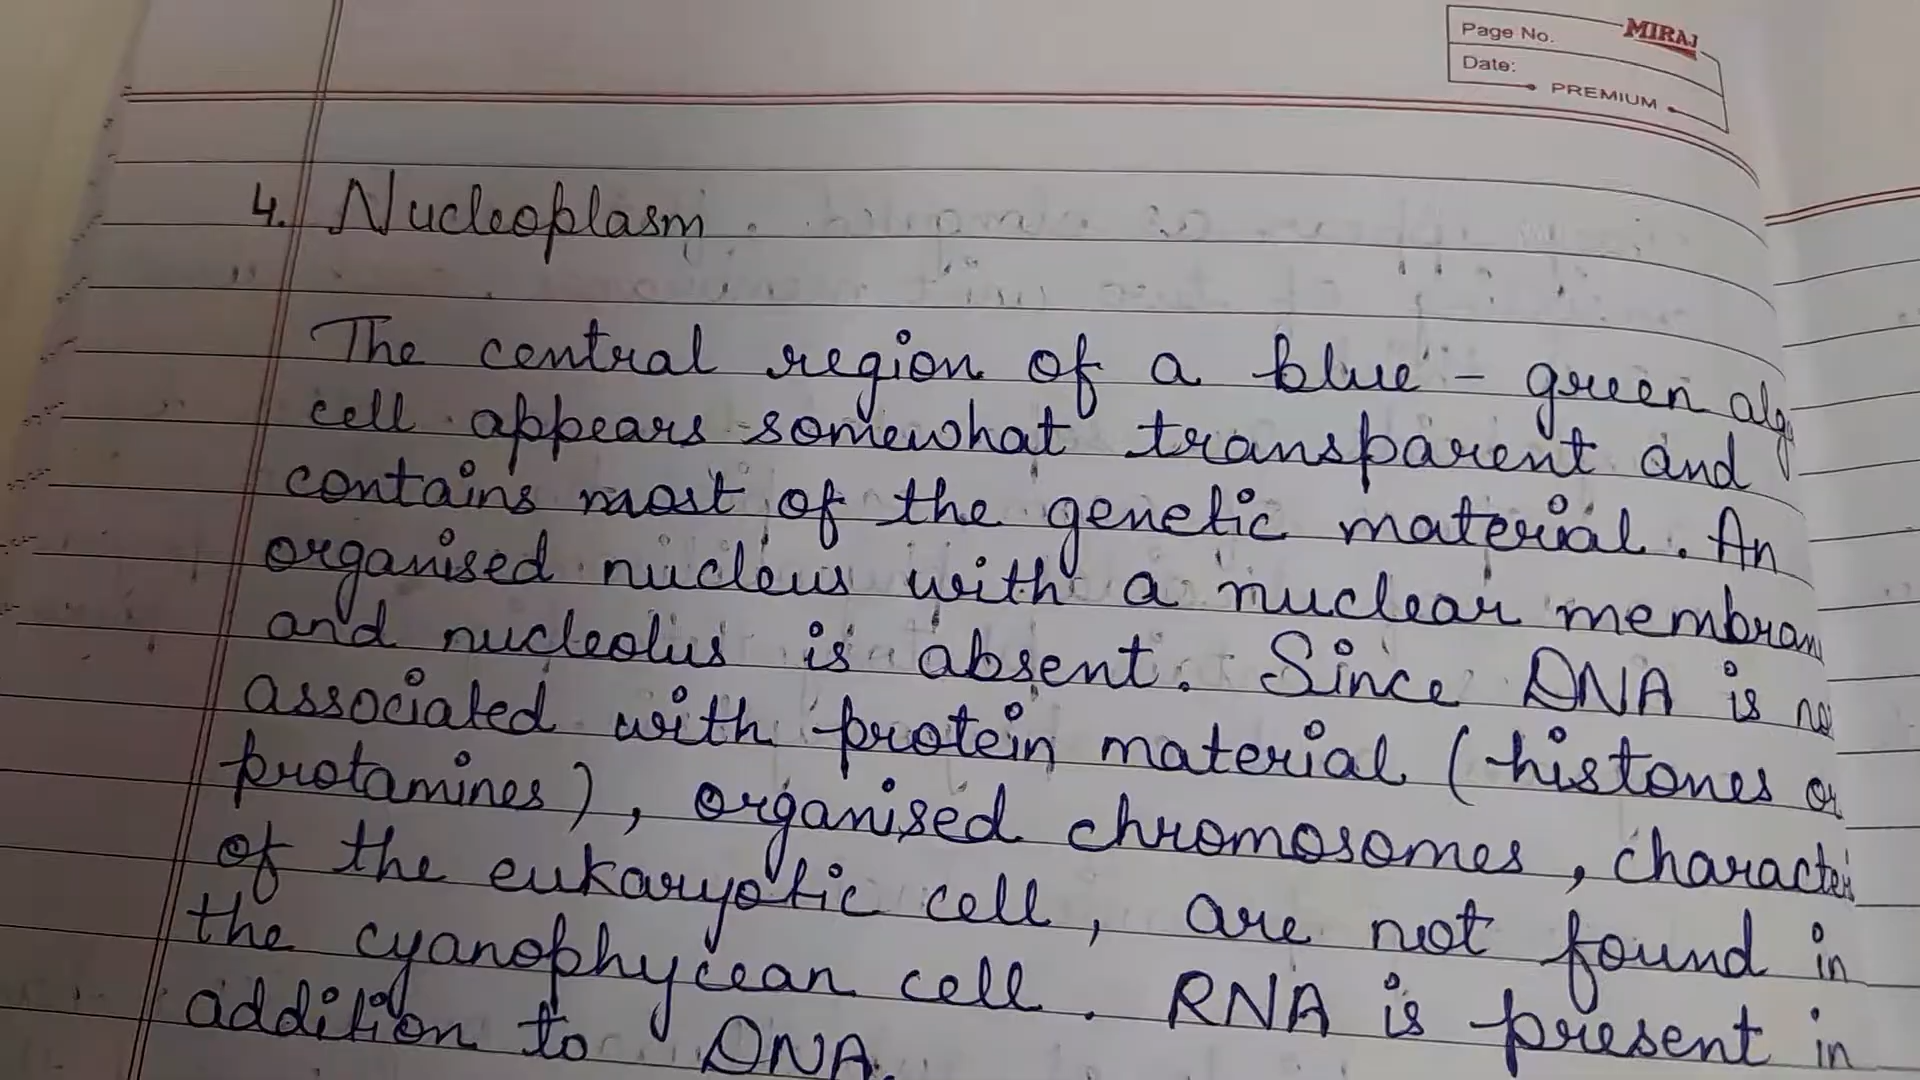 Page No.
MIRAJ
Date:
PREMIUM
4. Nucleoplasm.
The central region of a blue-green alg
cell appears somewhat transparent and
contains most of the genetic material. An
organised nucleus with a nuclear membran
and nucleolus is absent. Since DNA is no
associated with protein material (histones or
protamines), organised chromosomes, character
of the eukaryotic cell, are not found in
the cyanophycean cell. RNA is present in
addition to DNA.